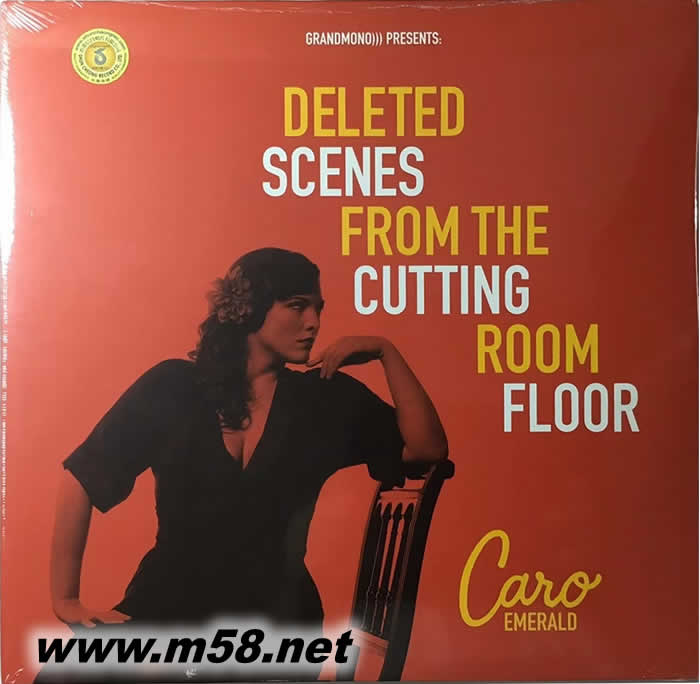 GRANDMONO))) PRESENTS:
DELETED
SCENES
FROM THE
CUTTING
ROOM
FLOOR
Caro
EMERALD
www.m58.net